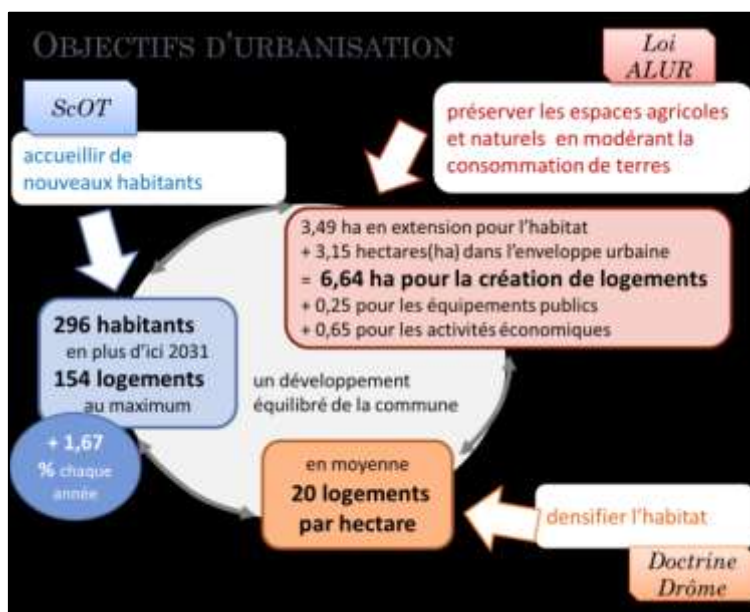 OBJECTIFS D'URBANISATION
Loi
ALUR
ScOT
accueillir de
nouveaux habitants
préserver les espaces agricoles
et naturels en modérant la
consommation de terres
3,49 ha en extension pour l'habitat
+ 3,15 hectares(ha) dans l'enveloppe urbaine
= 6,64 ha pour la création de logements
+ 0,25 pour les équipements publics
+ 0,65 pour les activités économiques
296 habitants
en plus d'ici 2031
154 logements
au maximum
un développement
équilibré de la commune
+ 1,67
% chaque
année
en moyenne
20 logements
par hectare
densifier l'habitat
Doctrine
Drôme